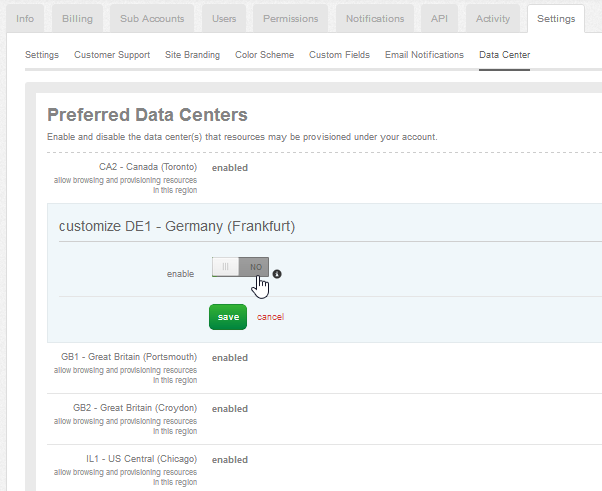 Info Billing Sub Accounts Users Permissions Notifications API Activity Settings
Settings Customer Support Site Branding Color Scheme Custom Fields Email Notifications Data Center
Preferred Data Centers
Enable and disable the data center(s) that resources may be provisioned under your account.
CA2 - Canada (Toronto) enabled
allow browsing and provisioning resources
in this region
customize DE1 - Germany (Frankfurt)
enable NO
save cancel
GB1 - Great Britain (Portsmouth) enabled
allow browsing and provisioning resources
in this region
GB2 - Great Britain (Croydon) enabled
allow browsing and provisioning resources
in this region
IL1 - US Central (Chicago) enabled
allow browsing and provisioning resources
in this region